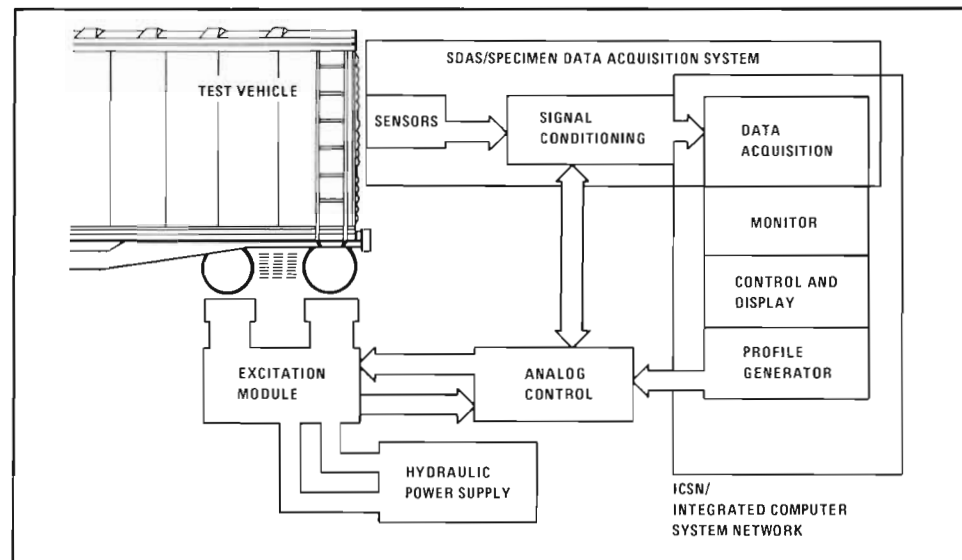 SDAS/SPECIMEN DATA ACQUISITION SYSTEM
TEST VEHICLE
SENSORS
SIGNAL
CONDITIONING
DATA
ACQUISITION
MONITOR
CONTROL AND
DISPLAY
PROFILE
GENERATOR
EXCITATION
MODULE
ANALOG
CONTROL
HYDRAULIC
POWER SUPPLY
ICSN/
INTEGRATED COMPUTER
SYSTEM NETWORK